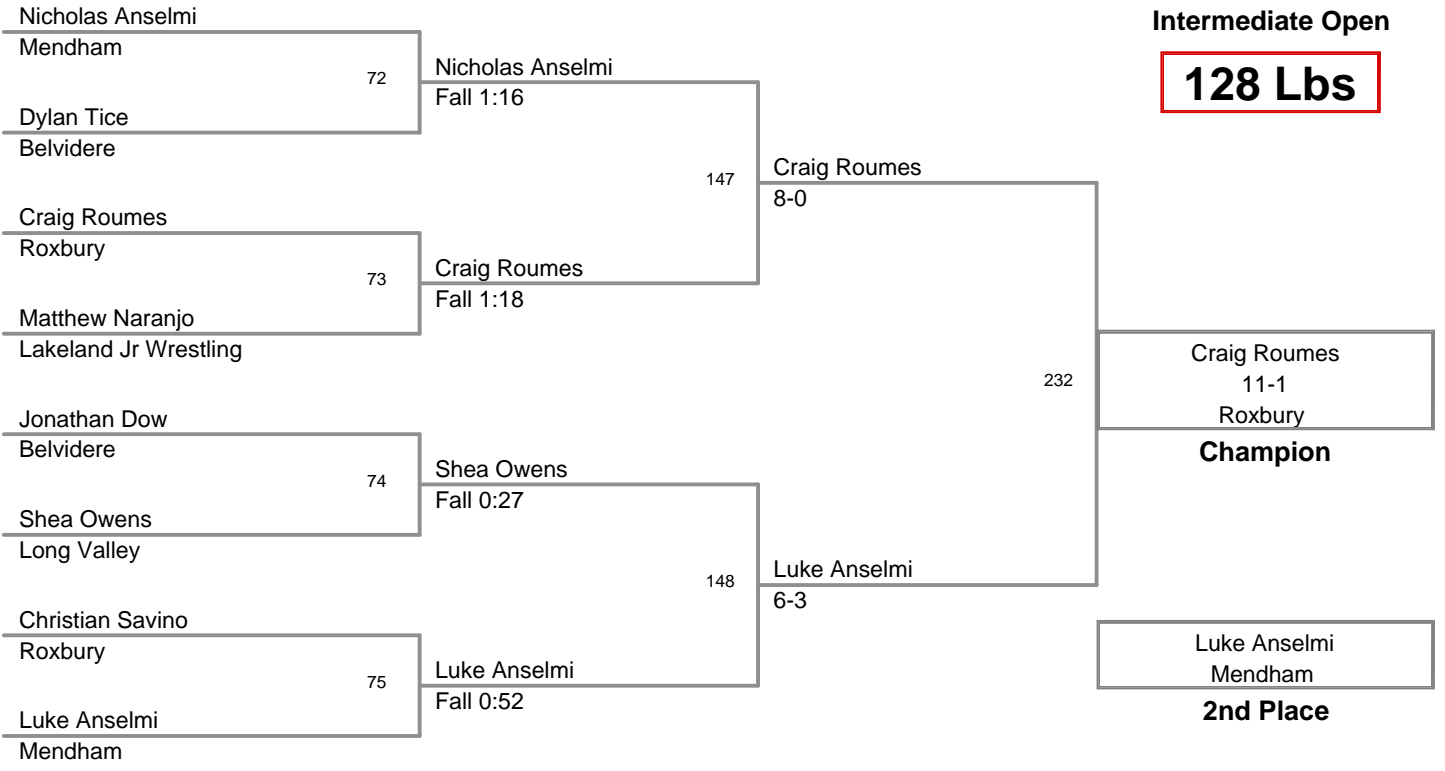 Nicholas Anselmi
Mendham
Dylan Tice
Belvidere
Craig Roumes
Roxbury
Matthew Naranjo
Lakeland Jr Wrestling
Jonathan Dow
Belvidere
Shea Owens
Long Valley
Christian Savino
Roxbury
Luke Anselmi
Mendham
72
73
74
75
Nicholas Anselmi
Fall 1:16
Craig Roumes
Fall 1:18
Shea Owens
Fall 0:27
Luke Anselmi
Fall 0:52
147
148
Craig Roumes
8-0
Luke Anselmi
6-3
232
Intermediate Open
128 Lbs
Craig Roumes
11-1
Roxbury
Champion
Luke Anselmi
Mendham
2nd Place